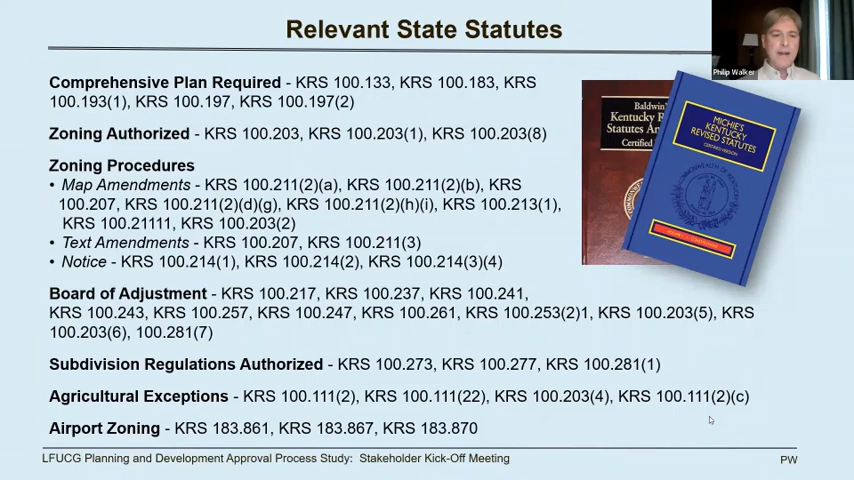 Relevant State Statutes
Philip Walker
Comprehensive Plan Required - KRS 100.133, KRS 100.183, KRS
100.193(1), KRS 100.197, KRS 100.197(2)
Zoning Authorized - KRS 100.203, KRS 100.203(1), KRS 100.203(8)
Zoning Procedures
• Map Amendments - KRS 100.211(2)(a), KRS 100.211(2)(b), KRS
100.207, KRS 100.211(2)(d)(g), KRS 100.211(2)(h)(i), KRS 100.213(1),
KRS 100.21111, KRS 100.203(2)
• Text Amendments - KRS 100.207, KRS 100.211(3)
• Notice - KRS 100.214(1), KRS 100.214(2), KRS 100.214(3)(4)
Board of Adjustment - KRS 100.217, KRS 100.237, KRS 100.241,
KRS 100.243, KRS 100.257, KRS 100.247, KRS 100.261, KRS 100.253(2)1, KRS 100.203(5), KRS
100.203(6), 100.281(7)
Subdivision Regulations Authorized - KRS 100.273, KRS 100.277, KRS 100.281(1)
Agricultural Exceptions - KRS 100.111(2), KRS 100.111(22), KRS 100.203(4), KRS 100.111(2)(c)
Airport Zoning - KRS 183.861, KRS 183.867, KRS 183.870
Baldwin's
Kentucky
Statutes
Certified
MICHIE'S
KENTUCKY
REVISED STATUTES
CERTIFIED VERSION
LFUCG Planning and Development Approval Process Study: Stakeholder Kick-Off Meeting
PW